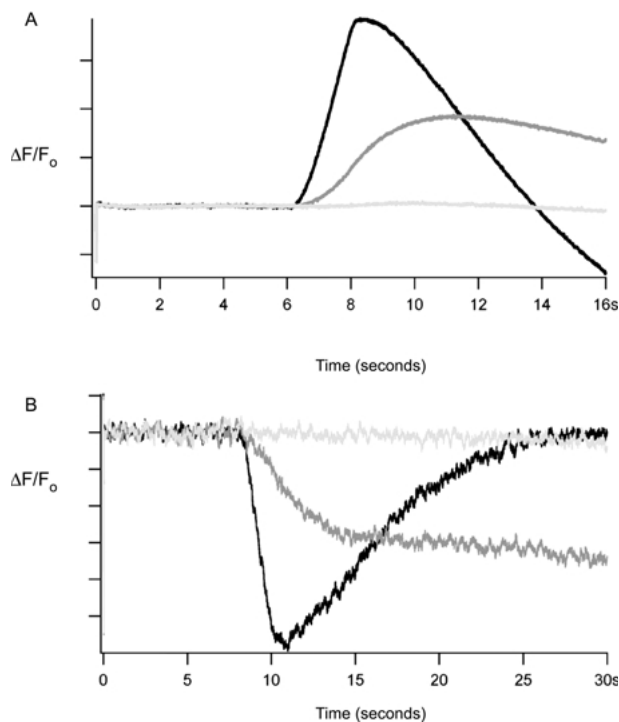 A
ΔF/Fo
0 2 4 6 8 10 12 14 16s
Time (seconds)
B
ΔF/Fo
0 5 10 15 20 25 30s
Time (seconds)